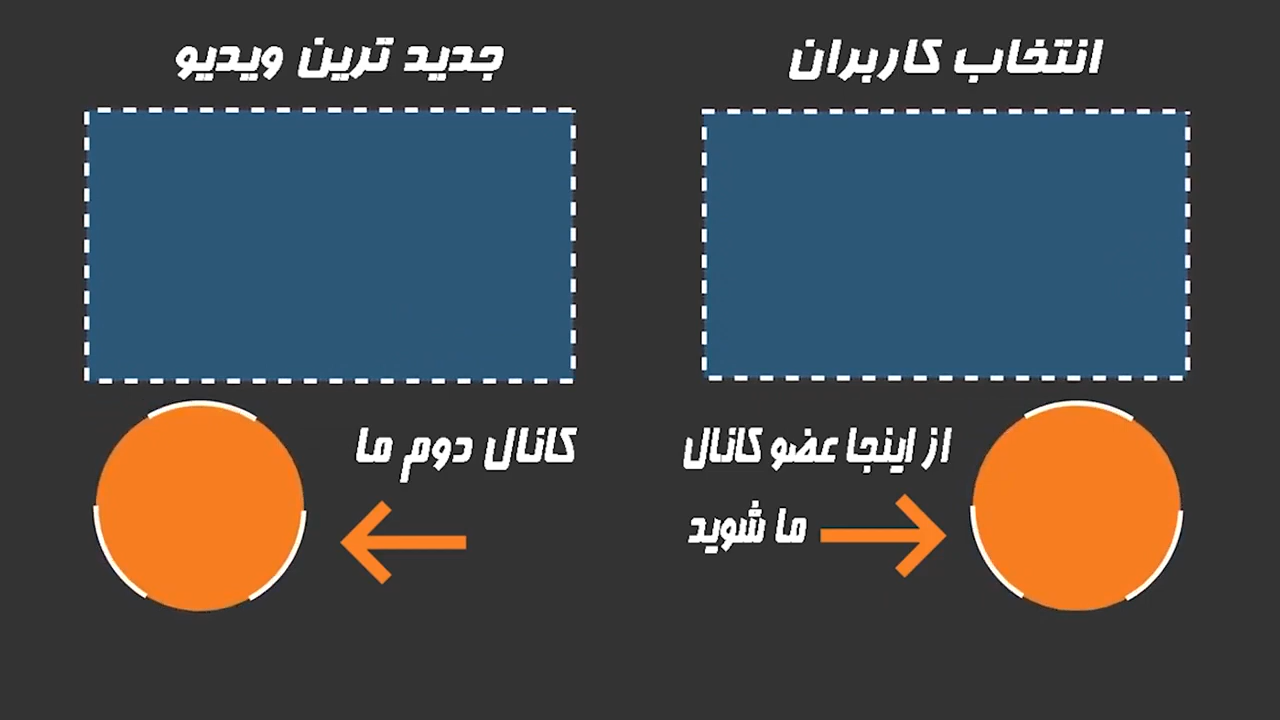 انتخاب کاربران
جدید ترین ویدیو
از اینجا عضو کانال
ما شوید
کانال دوم ما